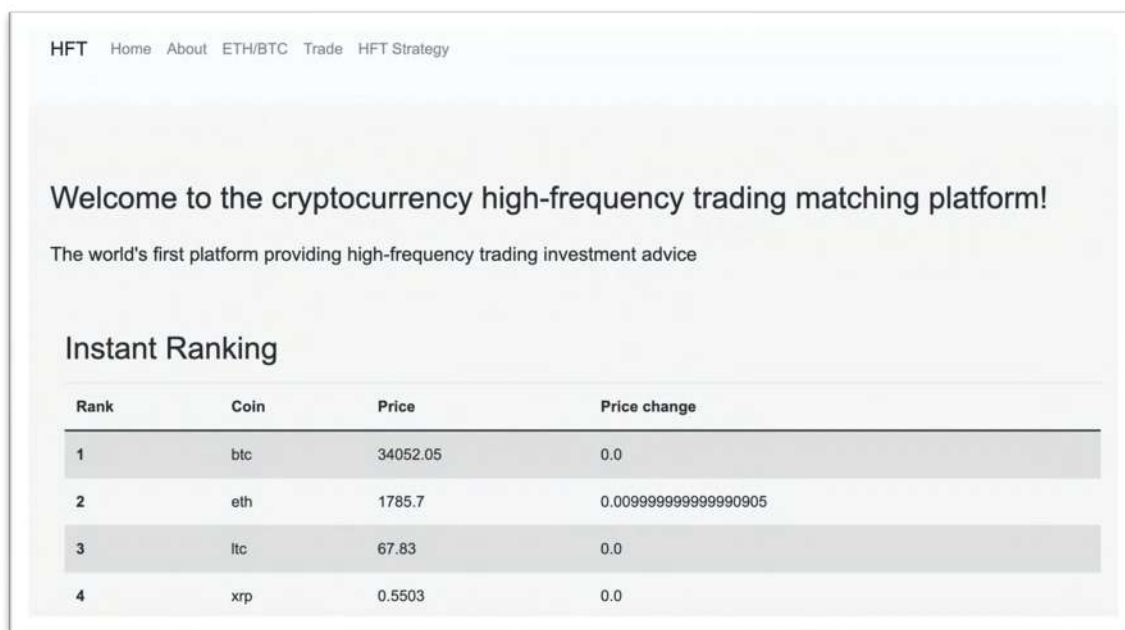 HFT Home About ETH/BTC Trade HFT Strategy
Welcome to the cryptocurrency high-frequency trading matching platform!
The world's first platform providing high-frequency trading investment advice
Instant Ranking
Rank Coin Price Price change
1 btc 34052.05 0.0
2 eth 1785.7 0.009999999999990905
3 ltc 67.83 0.0
4 xrp 0.5503 0.0